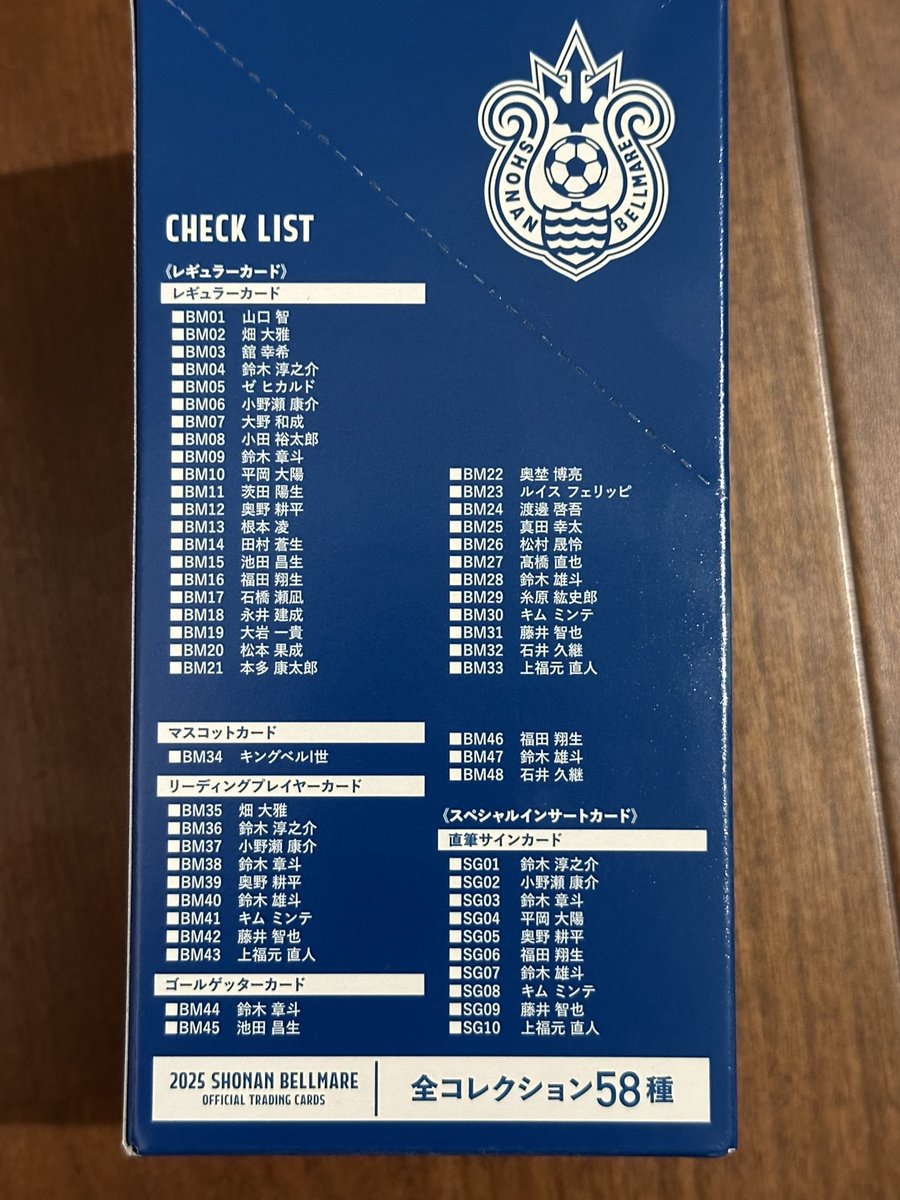 SHONAN BELLMARE
CHECK LIST
《レギュラーカード》
レギュラーカード
■BM01 山口 智
■BM02 畑 大雅
■BM03 舘 幸希
■BM04 鈴木 淳之介
■BM05 ゼ ヒカルド
■BM06 小野瀬 康介
■BM07 大野 和成
■BM08 小田 裕太郎
■BM09 鈴木 章斗
■BM10 平岡 大陽
■BM11 茨田 陽生
■BM12 奥野 耕平
■BM13 根本 凌
■BM14 田村 蒼生
■BM15 池田 昌生
■BM16 福田 翔生
■BM17 石橋 瀬凪
■BM18 永井 建成
■BM19 大岩 一貴
■BM20 松本 果成
■BM21 本多 康太郎
■BM22 奥埜 博亮
■BM23 ルイス フェリッピ
■BM24 渡邊 啓吾
■BM25 真田 幸太
■BM26 松村 晟怜
■BM27 髙橋 直也
■BM28 鈴木 雄斗
■BM29 糸原 紘史郎
■BM30 キム ミンテ
■BM31 藤井 智也
■BM32 石井 久継
■BM33 上福元 直人
マスコットカード
■BM34 キングベルⅠ世
リーディングプレイヤーカード
■BM35 畑 大雅
■BM36 鈴木 淳之介
■BM37 小野瀬 康介
■BM38 鈴木 章斗
■BM39 奥野 耕平
■BM40 鈴木 雄斗
■BM41 キム ミンテ
■BM42 藤井 智也
■BM43 上福元 直人
ゴールゲッターカード
■BM44 鈴木 章斗
■BM45 池田 昌生
■BM46 福田 翔生
■BM47 鈴木 雄斗
■BM48 石井 久継
《スペシャルインサートカード》
直筆サインカード
■SG01 鈴木 淳之介
■SG02 小野瀬 康介
■SG03 鈴木 章斗
■SG04 平岡 大陽
■SG05 奥野 耕平
■SG06 福田 翔生
■SG07 鈴木 雄斗
■SG08 キム ミンテ
■SG09 藤井 智也
■SG10 上福元 直人
2025 SHONAN BELLMARE
OFFICIAL TRADING CARDS
全コレクション58種